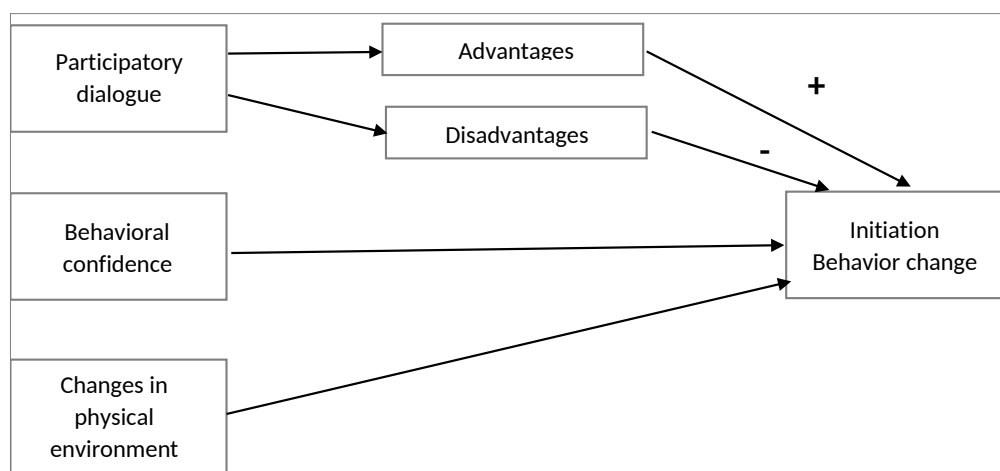 Participatory
dialogue
Advantages
+
Disadvantages
-
Behavioral
confidence
Initiation
Behavior change
Changes in
physical
environment